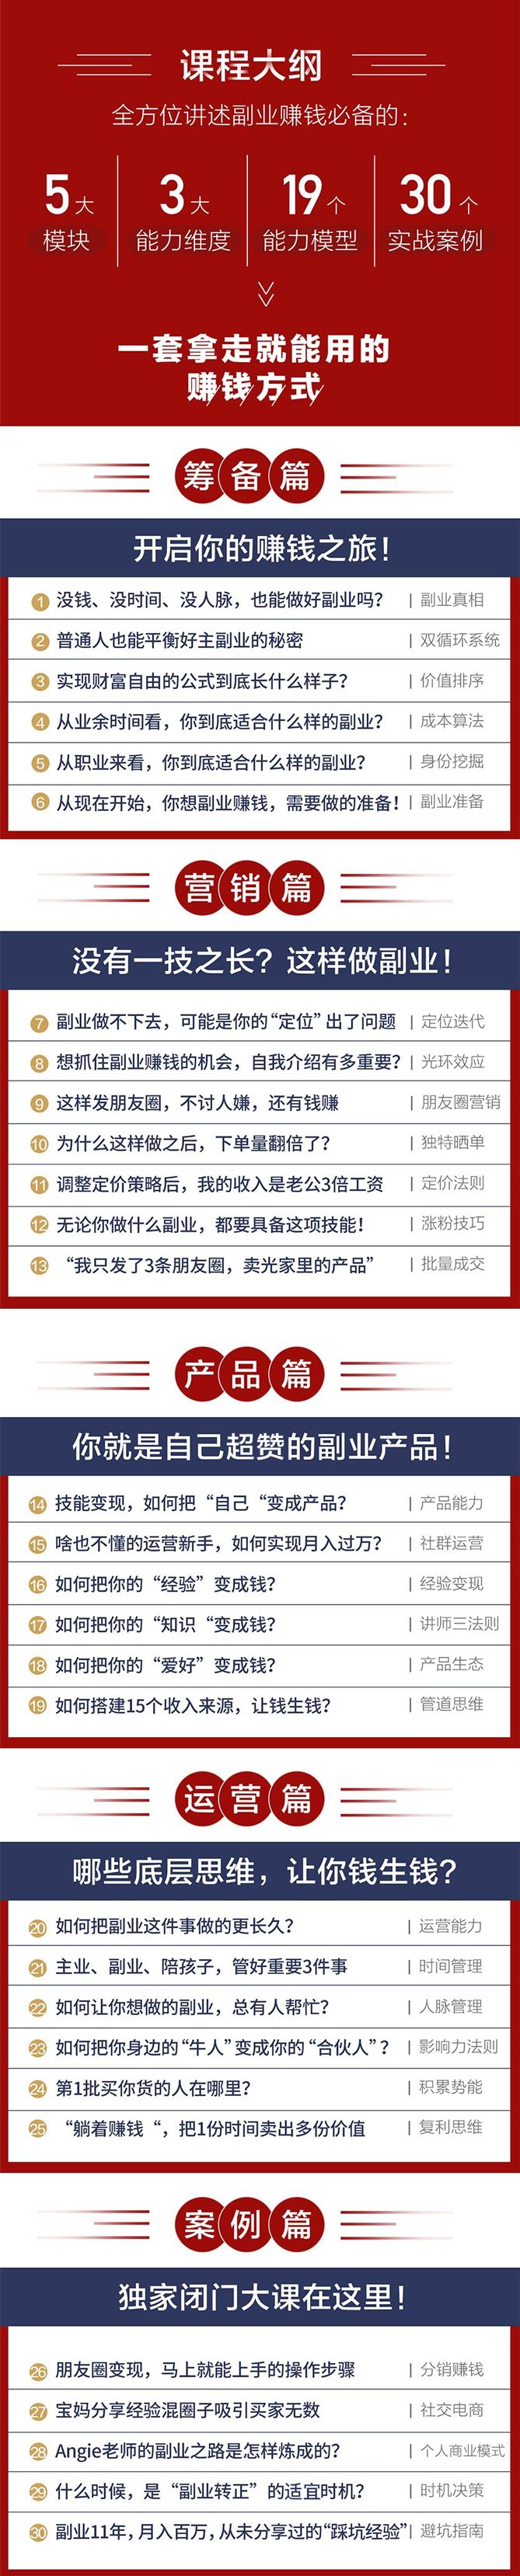 课程大纲
全方位讲述副业赚钱必备的：
5大 3大 19个 30个
模块 能力维度 能力模型 实战案例
一套拿走就能用的
赚钱方式
筹备篇
开启你的赚钱之旅！
1 没钱、没时间、没人脉，也能做好副业吗？ | 副业真相
2 普通人也能平衡好主副业的秘密 | 双循环系统
3 实现财富自由的公式到底长什么样子？ | 价值排序
4 从业余时间看，你到底适合什么样的副业？ | 成本算法
5 从职业来看，你到底适合什么样的副业？ | 身份挖掘
6 从现在开始，你想副业赚钱，需要做的准备！ | 副业准备
营销篇
没有一技之长？这样做副业！
7 副业做不下去，可能是你的“定位”出了问题 | 定位迭代
8 想抓住副业赚钱的机会，自我介绍有多重要？ | 光环效应
9 这样发朋友圈，不讨人嫌，还有钱赚 | 朋友圈营销
10 为什么这样做之后，下单量翻倍了？ | 独特晒单
11 调整定价策略后，我的收入是老公3倍工资 | 定价法则
12 无论你做什么副业，都要具备这项技能！ | 涨粉技巧
13 “我只发了3条朋友圈，卖光家里的产品” | 批量成交
产品篇
你就是自己超赞的副业产品！
14 技能变现，如何把“自己“变成产品？ | 产品能力
15 啥也不懂的运营新手，如何实现月入过万？ | 社群运营
16 如何把你的“经验”变成钱？ | 经验变现
17 如何把你的“知识“变成钱？ | 讲师三法则
18 如何把你的“爱好”变成钱？ | 产品生态
19 如何搭建15个收入来源，让钱生钱？ | 管道思维
运营篇
哪些底层思维，让你钱生钱？
20 如何把副业这件事做的更长久？ | 运营能力
21 主业、副业、陪孩子，管好重要3件事 | 时间管理
22 如何让你想做的副业，总有人帮忙？ | 人脉管理
23 如何把你身边的“牛人”变成你的“合伙人”？ | 影响力法则
24 第1批买你货的人在哪里？ | 积累势能
25 “躺着赚钱“，把1份时间卖出多份价值 | 复利思维
案例篇
独家闭门大课在这里！
26 朋友圈变现，马上就能上手的操作步骤 | 分销赚钱
27 宝妈分享经验混圈子吸引买家无数 | 社交电商
28 Angie老师的副业之路是怎样炼成的？ | 个人商业模式
29 什么时候，是“副业转正”的适宜时机？ | 时机决策
30 副业11年，月入百万，从未分享过的“踩坑经验” | 避坑指南